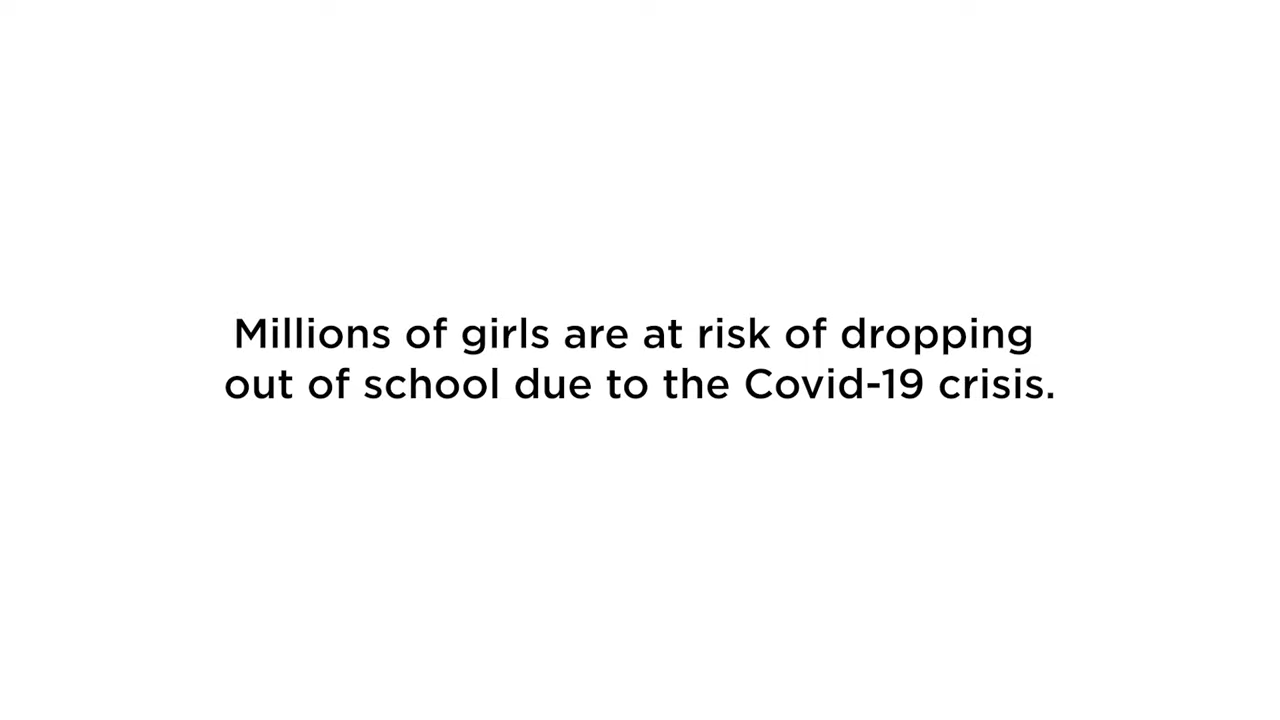 Millions of girls are at risk of dropping
out of school due to the Covid-19 crisis.